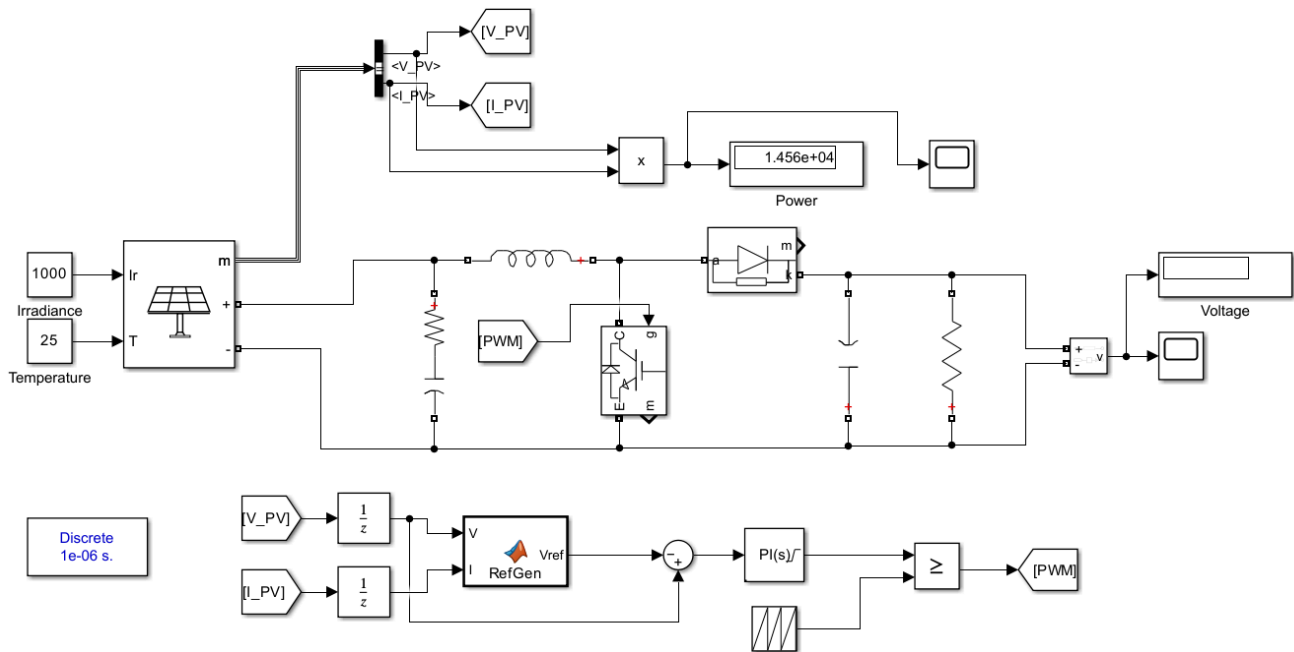 [V_PV]
<V_PV>
<I_PV>
[I_PV]
x
1.456e+04
Power
1000
Irradiance
25
Temperature
Ir
T
m
+
-
+
a
m
k
[PWM]
+
g
C
E
m
+
+
+
-
v
Voltage
Discrete
1e-06 s.
[V_PV]
1
z
[I_PV]
1
z
V
I
Vref
RefGen
-
+
PI(s)
≥
[PWM]